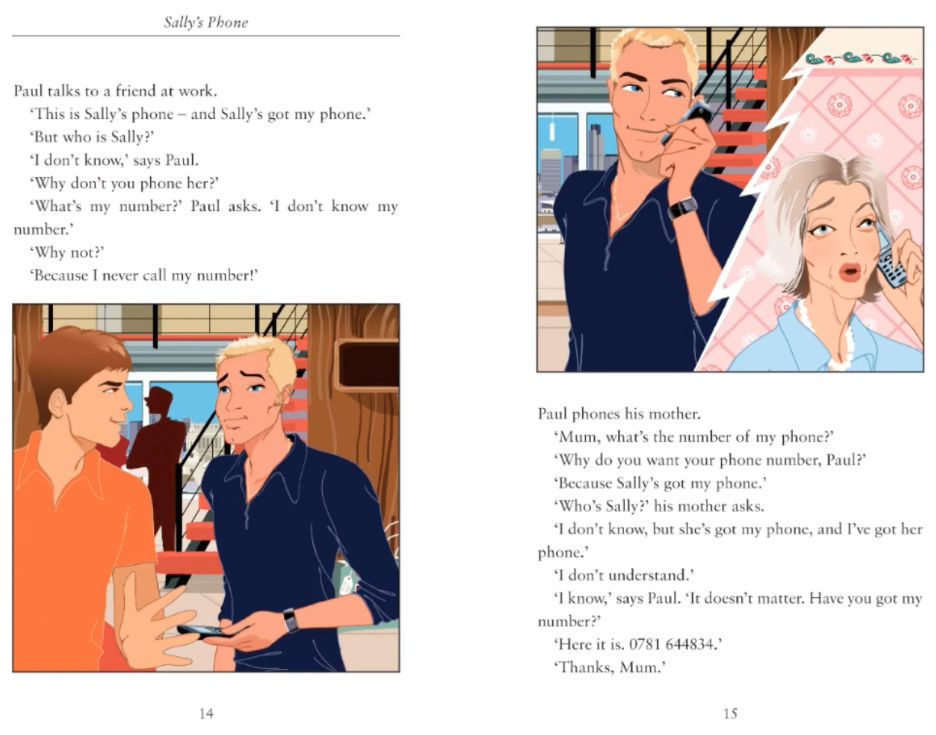 Sally's Phone
Paul talks to a friend at work.
‘This is Sally’s phone – and Sally’s got my phone.’
‘But who is Sally?’
‘I don’t know,’ says Paul.
‘Why don’t you phone her?’
‘What’s my number?’ Paul asks. ‘I don’t know my
number.’
‘Why not?’
‘Because I never call my number!’
14
Paul phones his mother.
‘Mum, what’s the number of my phone?’
‘Why do you want your phone number, Paul?’
‘Because Sally’s got my phone.’
‘Who’s Sally?’ his mother asks.
‘I don’t know, but she’s got my phone, and I’ve got her
phone.’
‘I don’t understand.’
‘I know,’ says Paul. ‘It doesn’t matter. Have you got my
number?’
‘Here it is. 0781 644834.’
‘Thanks, Mum.’
15